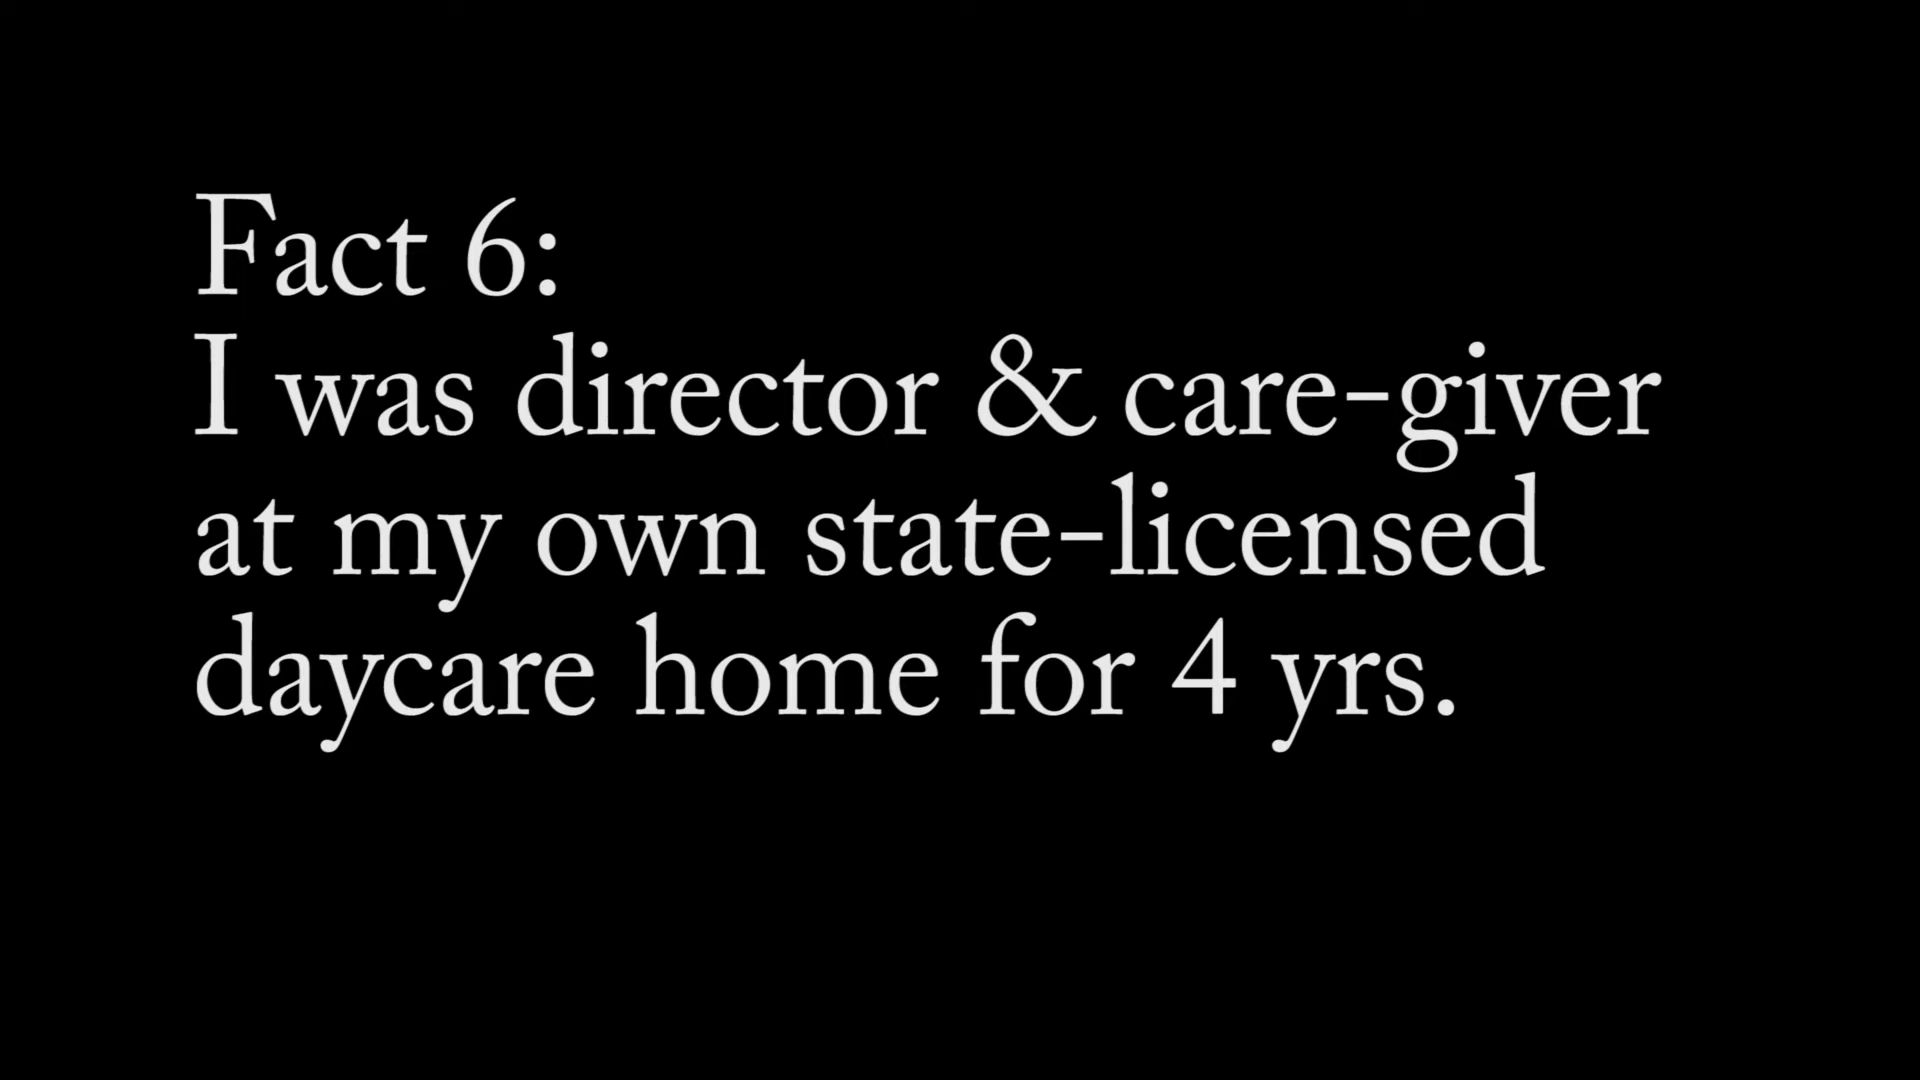 Fact 6:
I was director & care-giver
at my own state-licensed
daycare home for 4 yrs.